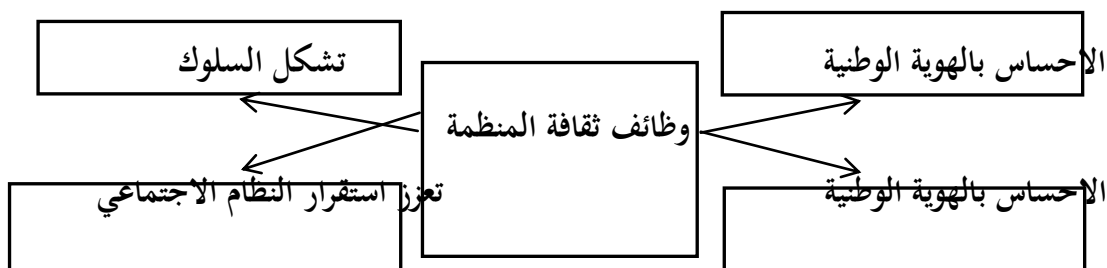 الاحساس بالهوية الوطنية
تشكل السلوك
وظائف ثقافة المنظمة
الاحساس بالهوية الوطنية
تعزز استقرار النظام الاجتماعي